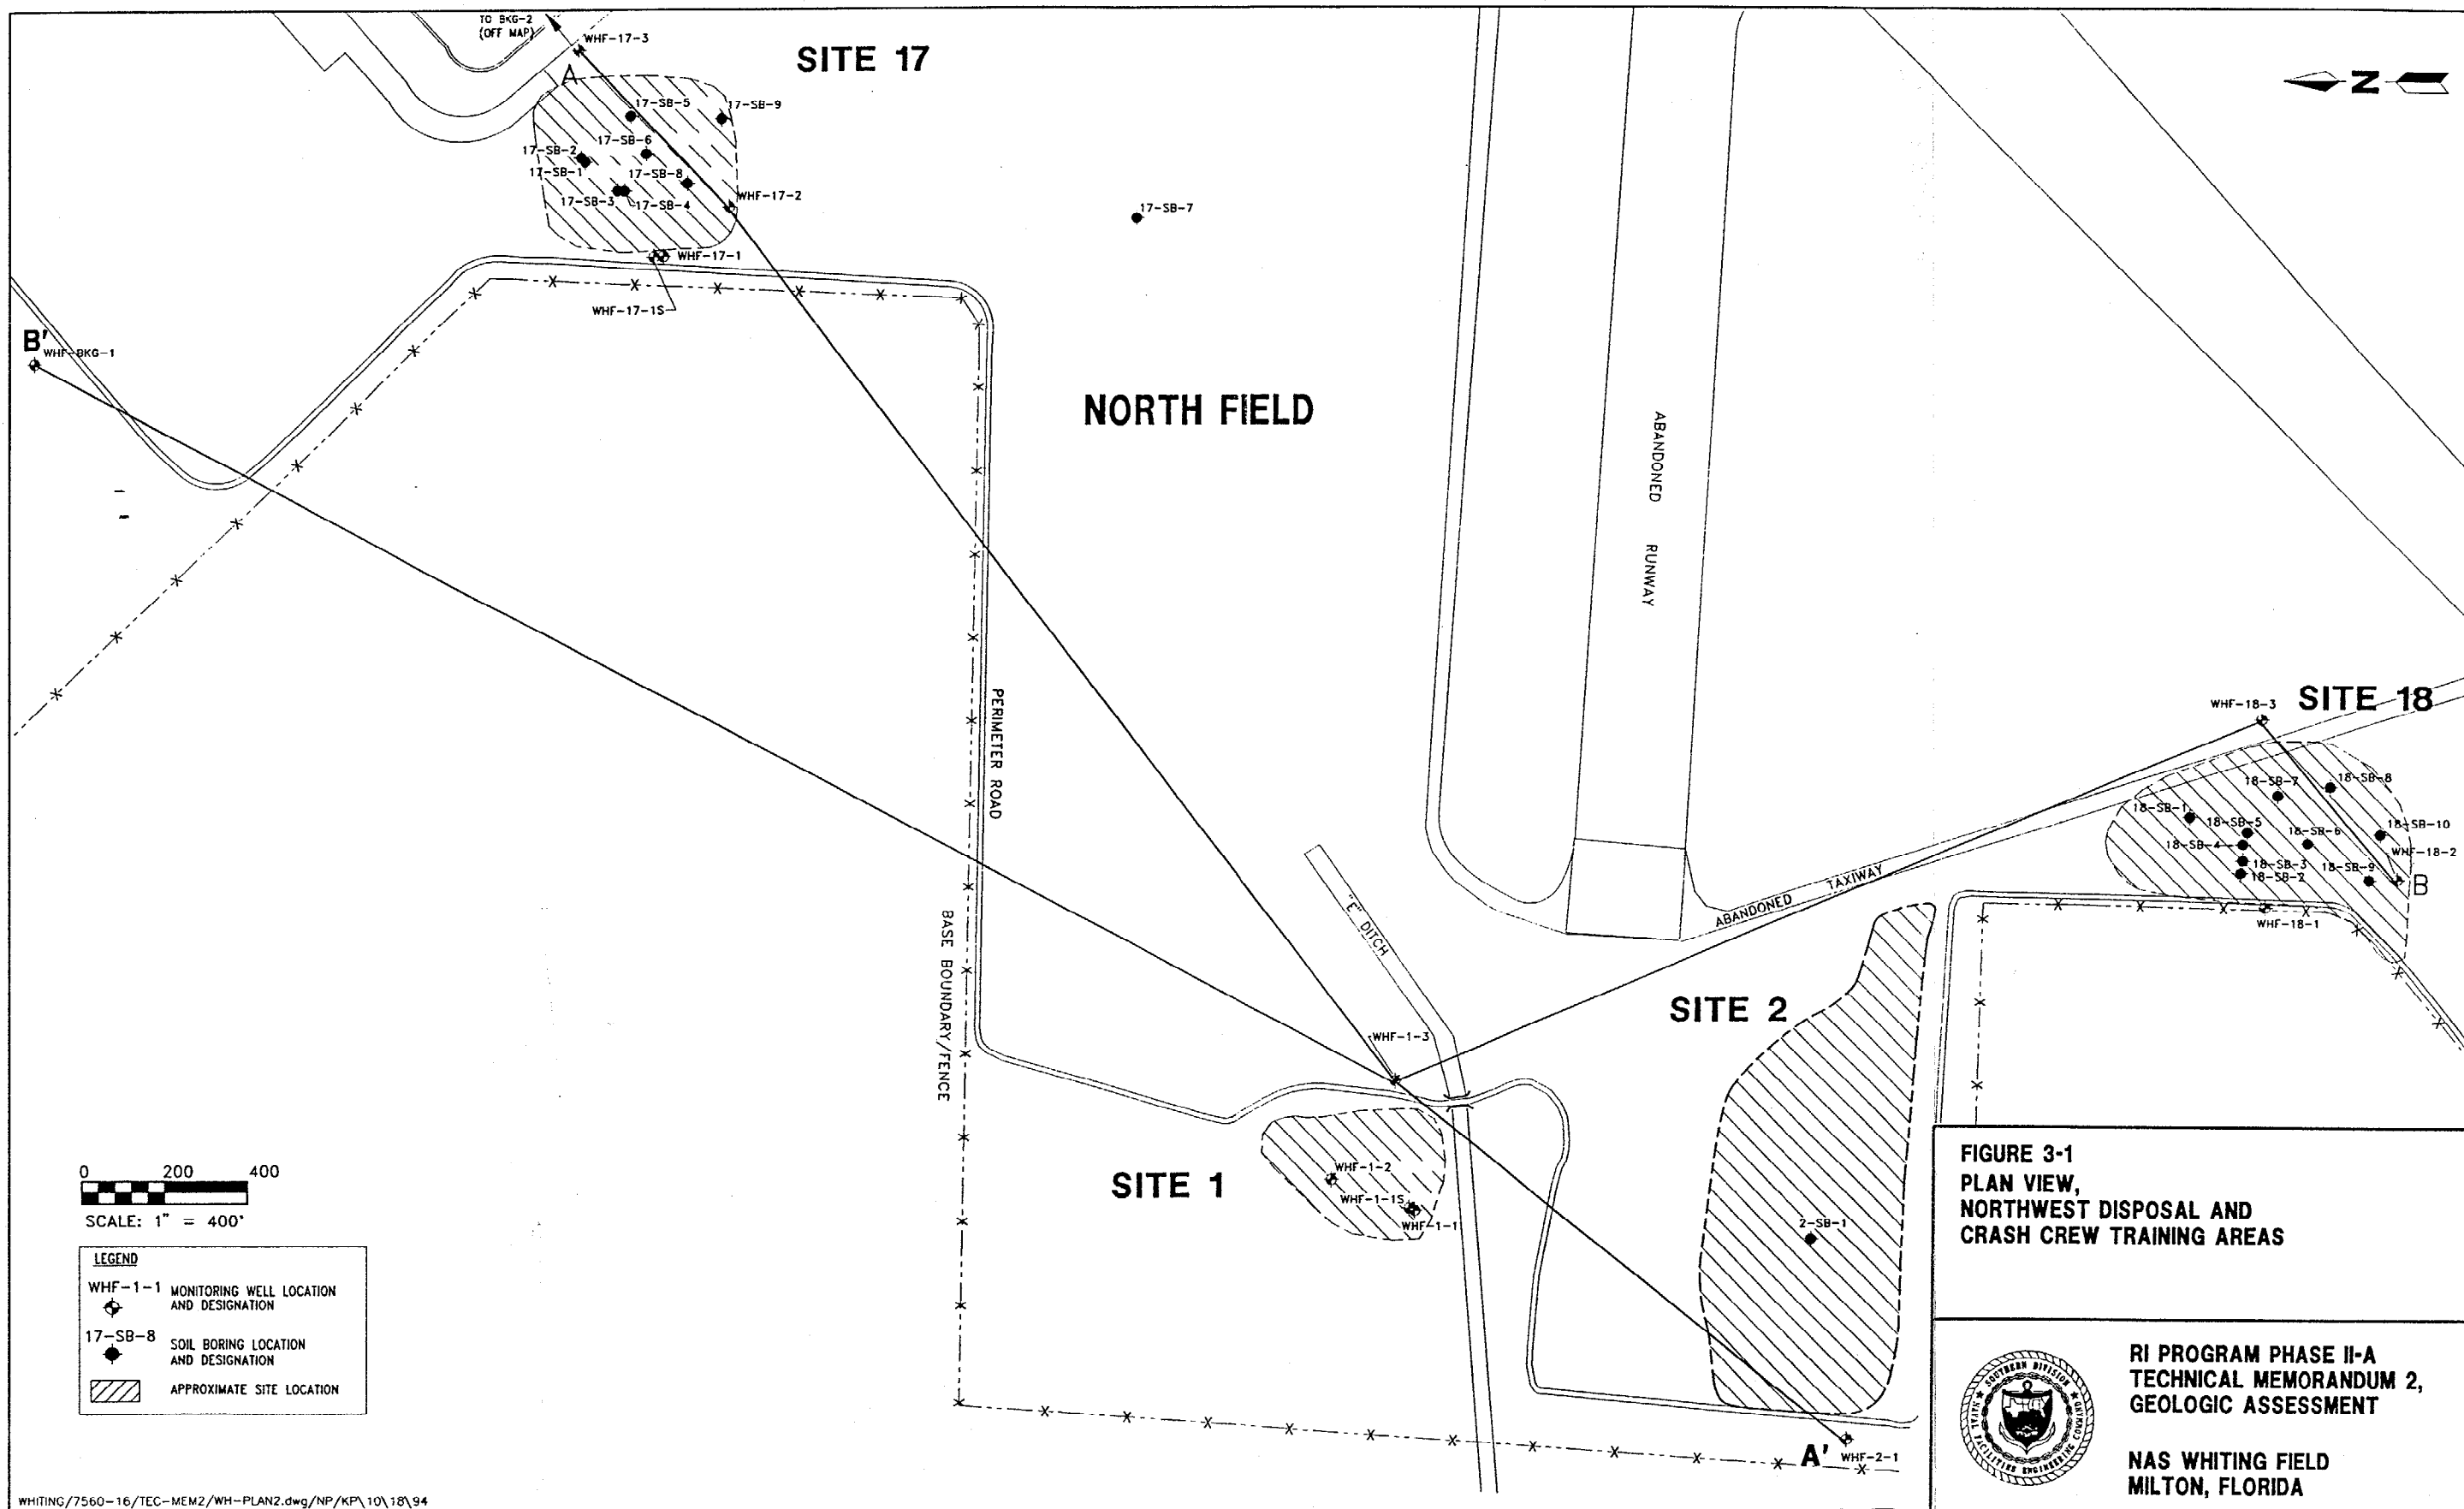 TO BKG-2
(OFF MAP)
WHF-17-3
SITE 17
N
A
17-SB-5
17-SB-9
17-SB-6
17-SB-2
17-SB-1
17-SB-8
17-SB-3
17-SB-4
WHF-17-2
17-SB-7
WHF-17-1
WHF-17-1S
B'
WHF-BKG-1
NORTH FIELD
ABANDONED RUNWAY
PERIMETER ROAD
BASE BOUNDARY/FENCE
WHF-18-3
SITE 18
18-SB-7
18-SB-8
18-SB-1
18-SB-5
18-SB-6
18-SB-10
18-SB-4
WHF-18-2
18-SB-3
18-SB-9
18-SB-2
B
WHF-18-1
ABANDONED TAXIWAY
"E" DITCH
SITE 2
WHF-1-3
SITE 1
WHF-1-2
WHF-1-1S
WHF-1-1
2-SB-1
A'
WHF-2-1
0 200 400
SCALE: 1" = 400'
LEGEND
WHF-1-1 MONITORING WELL LOCATION
AND DESIGNATION
17-SB-8 SOIL BORING LOCATION
AND DESIGNATION
APPROXIMATE SITE LOCATION
FIGURE 3-1
PLAN VIEW,
NORTHWEST DISPOSAL AND
CRASH CREW TRAINING AREAS
SOUTHERN DIVISION
NAVAL FACILITIES ENGINEERING COMMAND
RI PROGRAM PHASE II-A
TECHNICAL MEMORANDUM 2,
GEOLOGIC ASSESSMENT
NAS WHITING FIELD
MILTON, FLORIDA
WHITING/7560-16/TEC-MEM2/WH-PLAN2.dwg/NP/KP\10\18\94